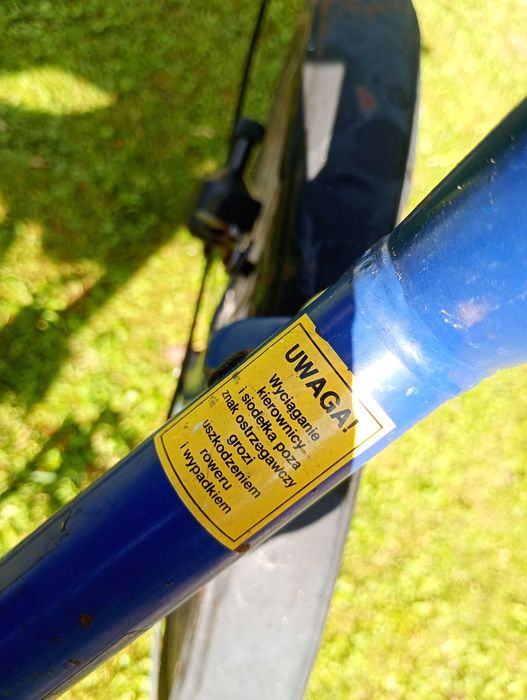 UWAGA!
Wyciąganie
kierownicy
i siodełka poza
znak ostrzegawczy
grozi
uszkodzeniem
roweru
i wypadkiem